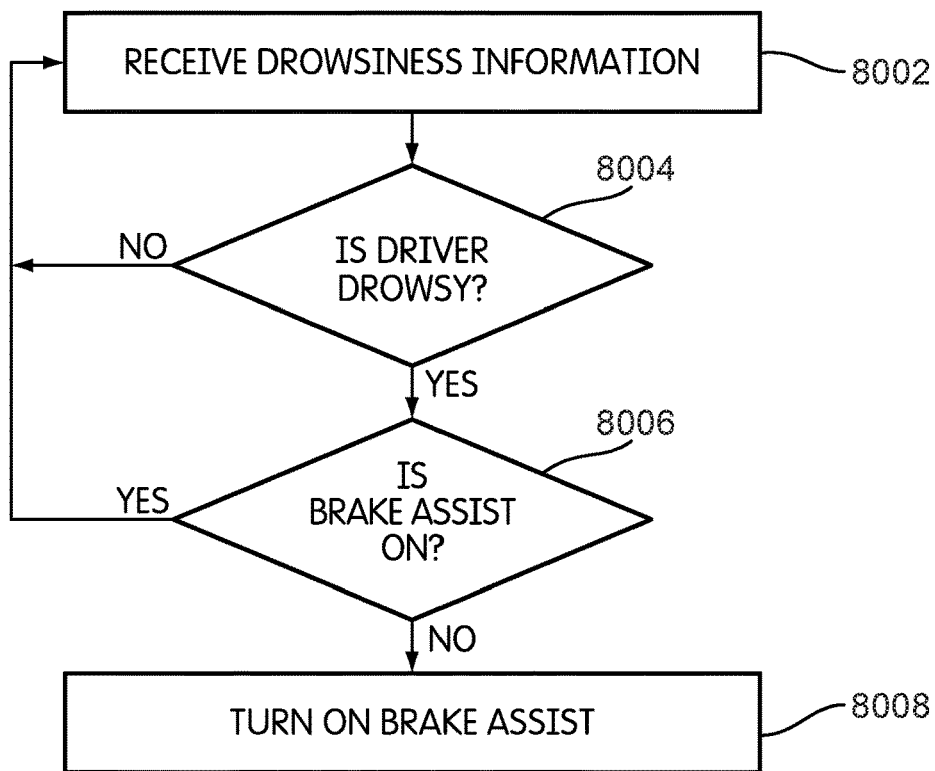 RECEIVE DROWSINESS INFORMATION
8002
8004
NO
IS DRIVER
DROWSY?
YES
8006
YES
IS
BRAKE ASSIST
ON?
NO
TURN ON BRAKE ASSIST
8008